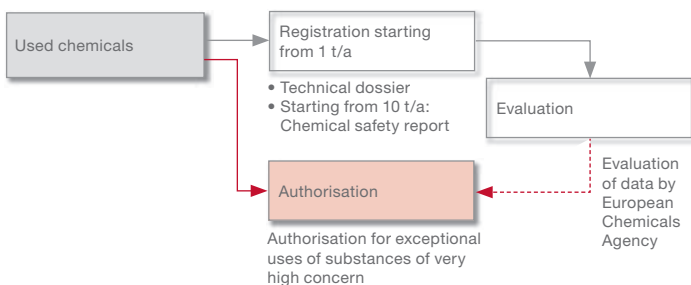 Used chemicals
Registration starting
from 1 t/a
• Technical dossier
• Starting from 10 t/a:
Chemical safety report
Evaluation
Evaluation
of data by
European
Chemicals
Agency
Authorisation
Authorisation for exceptional
uses of substances of very
high concern